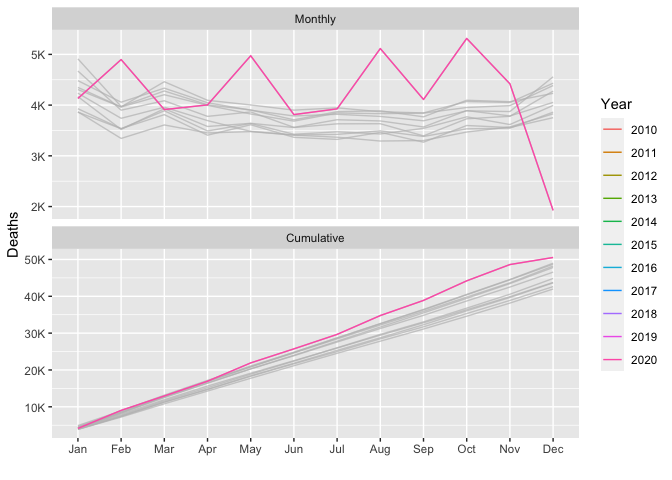 Monthly
5K
4K
3K
2K
Deaths
Cumulative
50K
40K
30K
20K
10K
Jan Feb Mar Apr May Jun Jul Aug Sep Oct Nov Dec
Year
2010
2011
2012
2013
2014
2015
2016
2017
2018
2019
2020